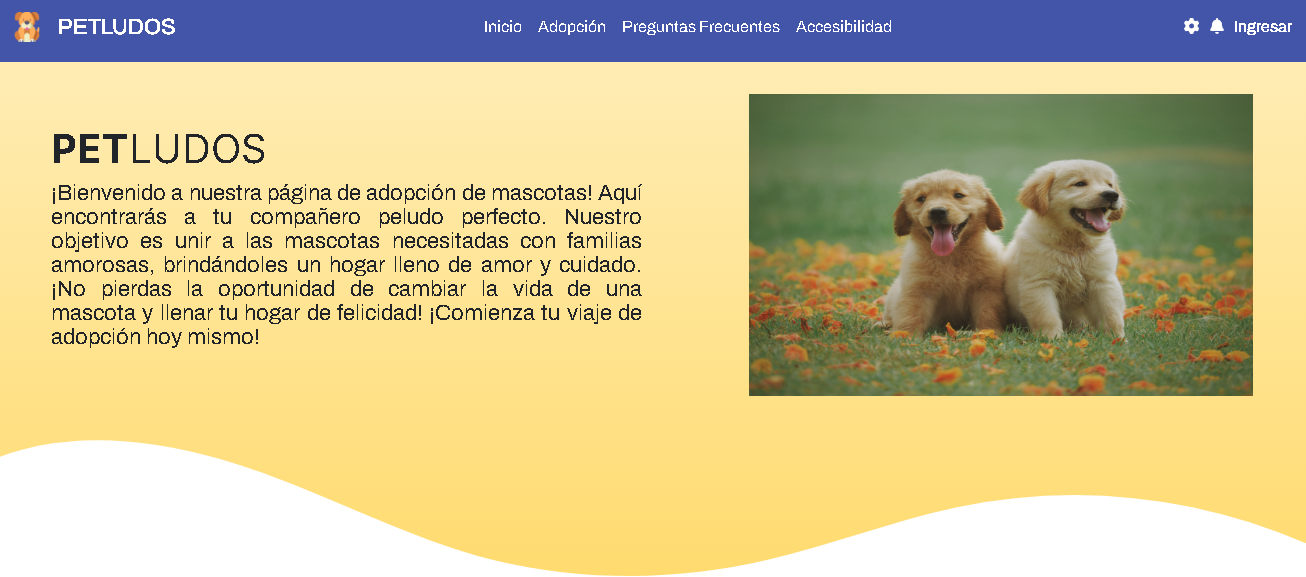 PETLUDOS
Inicio Adopción Preguntas Frecuentes Accesibilidad
Ingresar
PETLUDOS
¡Bienvenido a nuestra página de adopción de mascotas! Aquí
encontrarás a tu compañero peludo perfecto. Nuestro
objetivo es unir a las mascotas necesitadas con familias
amorosas, brindándoles un hogar lleno de amor y cuidado.
¡No pierdas la oportunidad de cambiar la vida de una
mascota y llenar tu hogar de felicidad! ¡Comienza tu viaje de
adopción hoy mismo!